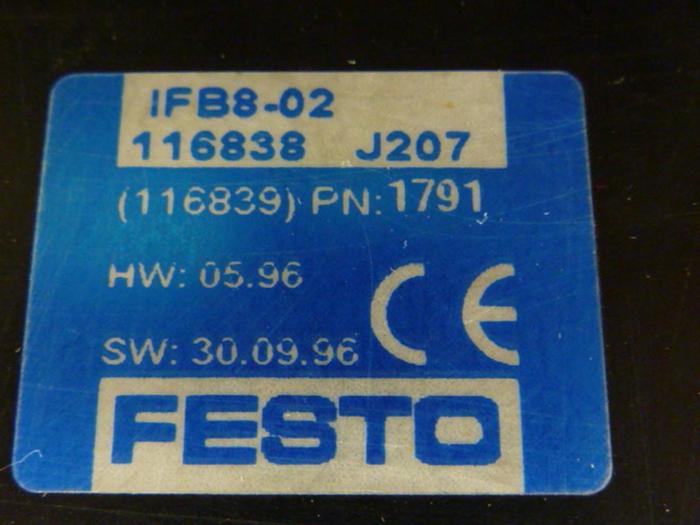 IFB8-02
116838 J207
(116839) PN: 1791
HW: 05.96
CE
SW: 30.09.96
FESTO